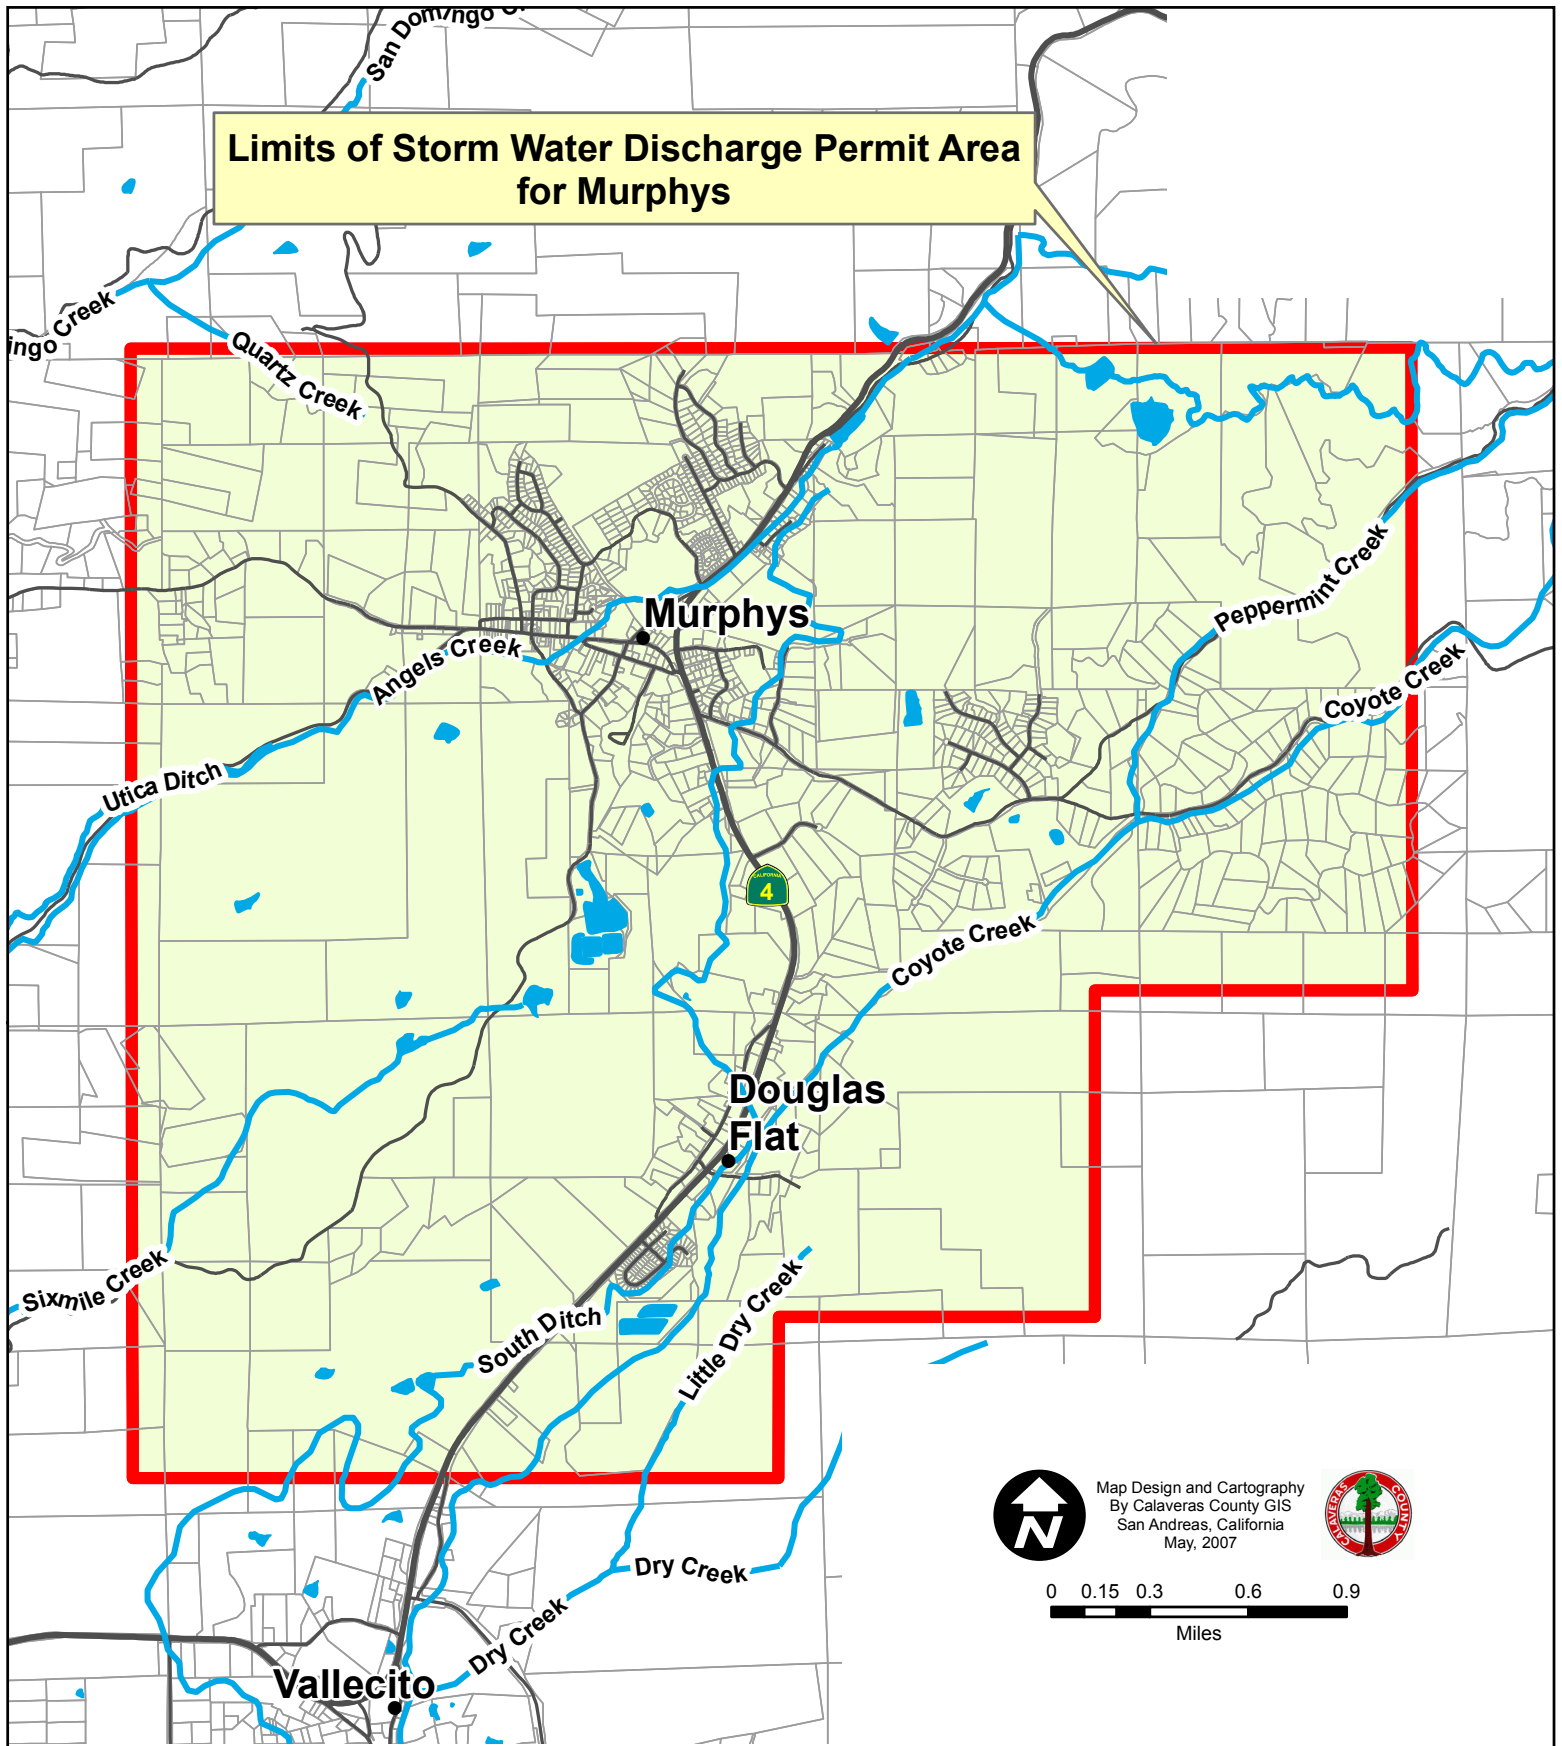 San Domingo
Limits of Storm Water Discharge Permit Area
for Murphys
ingo Creek
Quartz Creek
Peppermint Creek
Murphys
Angels Creek
Coyote Creek
Utica Ditch
CALIFORNIA
4
Coyote Creek
Douglas
Flat
Sixmile Creek
South Ditch
Little Dry Creek
N
Map Design and Cartography
By Calaveras County GIS
San Andreas, California
May, 2007
CALAVERAS COUNTY
Dry Creek
0 0.15 0.3 0.6 0.9
Miles
Dry Creek
Vallecito